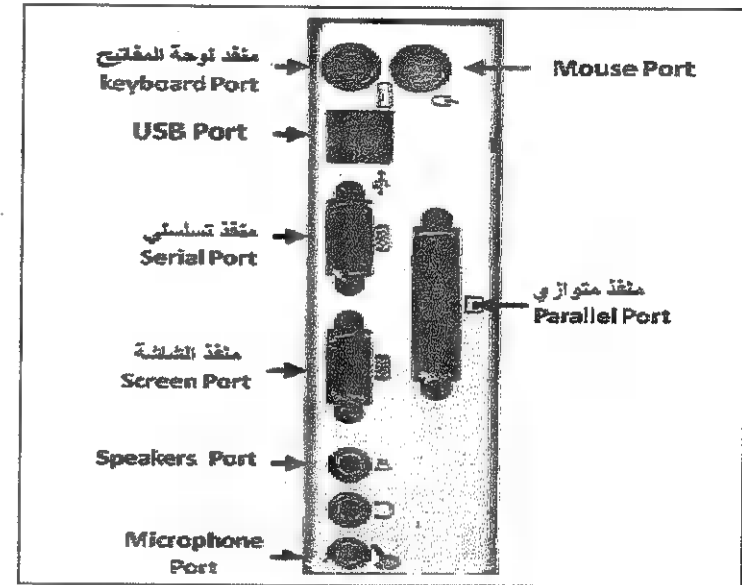 منفذ لوحة المفاتيح
keyboard Port
Mouse Port
USB Port
منفذ تسلسلي
Serial Port
منفذ متوازي
Parallel Port
منفذ الشاشة
Screen Port
Speakers Port
Microphone
Port